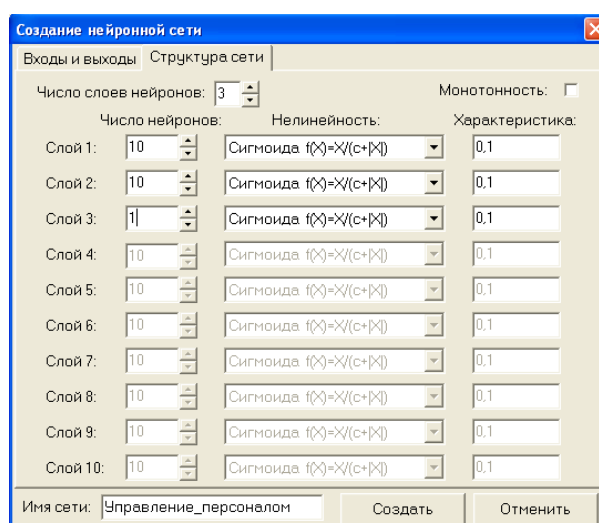 Создание нейронной сети
Входы и выходы Структура сети
Число слоев нейронов: 3 Монотонность:
Число нейронов: Нелинейность: Характеристика:
Слой 1: 10 Сигмоида f(X)=X/(c+|X|) 0,1
Слой 2: 10 Сигмоида f(X)=X/(c+|X|) 0,1
Слой 3: 1 Сигмоида f(X)=X/(c+|X|) 0,1
Слой 4: 10 Сигмоида f(X)=X/(c+|X|) 0,1
Слой 5: 10 Сигмоида f(X)=X/(c+|X|) 0,1
Слой 6: 10 Сигмоида f(X)=X/(c+|X|) 0,1
Слой 7: 10 Сигмоида f(X)=X/(c+|X|) 0,1
Слой 8: 10 Сигмоида f(X)=X/(c+|X|) 0,1
Слой 9: 10 Сигмоида f(X)=X/(c+|X|) 0,1
Слой 10: 10 Сигмоида f(X)=X/(c+|X|) 0,1
Имя сети: Управление_персоналом Создать Отменить